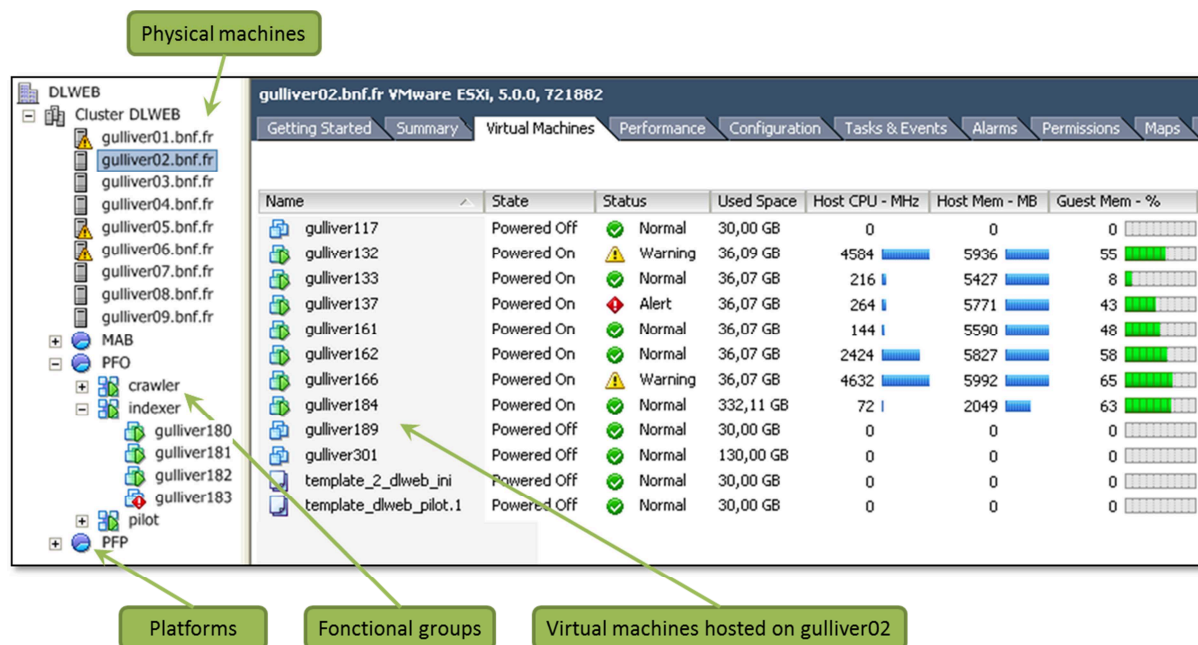 Physical machines
DLWEB
Cluster DLWEB
gulliver01.bnf.fr
gulliver02.bnf.fr
gulliver03.bnf.fr
gulliver04.bnf.fr
gulliver05.bnf.fr
gulliver06.bnf.fr
gulliver07.bnf.fr
gulliver08.bnf.fr
gulliver09.bnf.fr
MAB
PFO
crawler
indexer
gulliver180
gulliver181
gulliver182
gulliver183
pilot
PFP
gulliver02.bnf.fr VMware ESXi, 5.0.0, 721882
Getting Started Summary Virtual Machines Performance Configuration Tasks & Events Alarms Permissions Maps
Name State Status Used Space Host CPU - MHz Host Mem - MB Guest Mem - %
gulliver117 Powered Off Normal 30,00 GB 0 0 0
gulliver132 Powered On Warning 36,09 GB 4584 5936 55
gulliver133 Powered On Normal 36,07 GB 216 5427 8
gulliver137 Powered On Alert 36,07 GB 264 5771 43
gulliver161 Powered On Normal 36,07 GB 144 5590 48
gulliver162 Powered On Normal 36,07 GB 2424 5827 58
gulliver166 Powered On Warning 36,07 GB 4632 5992 65
gulliver184 Powered On Normal 332,11 GB 72 2049 63
gulliver189 Powered Off Normal 30,00 GB 0 0 0
gulliver301 Powered Off Normal 130,00 GB 0 0 0
template_2_dlweb_ini Powered Off Normal 30,00 GB 0 0 0
template_dlweb_pilot.1 Powered Off Normal 30,00 GB 0 0 0
Platforms
Fonctional groups
Virtual machines hosted on gulliver02